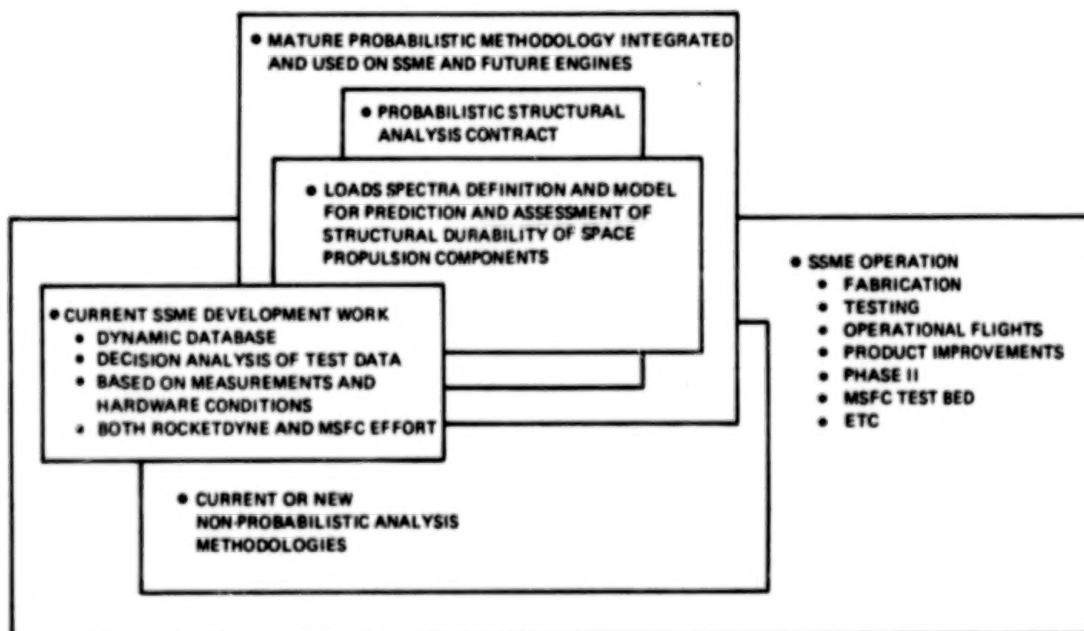 • MATURE PROBABILISTIC METHODOLOGY INTEGRATED
AND USED ON SSME AND FUTURE ENGINES
• PROBABILISTIC STRUCTURAL
ANALYSIS CONTRACT
• LOADS SPECTRA DEFINITION AND MODEL
FOR PREDICTION AND ASSESSMENT OF
STRUCTURAL DURABILITY OF SPACE
PROPULSION COMPONENTS
• CURRENT SSME DEVELOPMENT WORK
• DYNAMIC DATABASE
• DECISION ANALYSIS OF TEST DATA
• BASED ON MEASUREMENTS AND
HARDWARE CONDITIONS
• BOTH ROCKETDYNE AND MSFC EFFORT
• SSME OPERATION
• FABRICATION
• TESTING
• OPERATIONAL FLIGHTS
• PRODUCT IMPROVEMENTS
• PHASE II
• MSFC TEST BED
• ETC
• CURRENT OR NEW
NON-PROBABILISTIC ANALYSIS
METHODOLOGIES